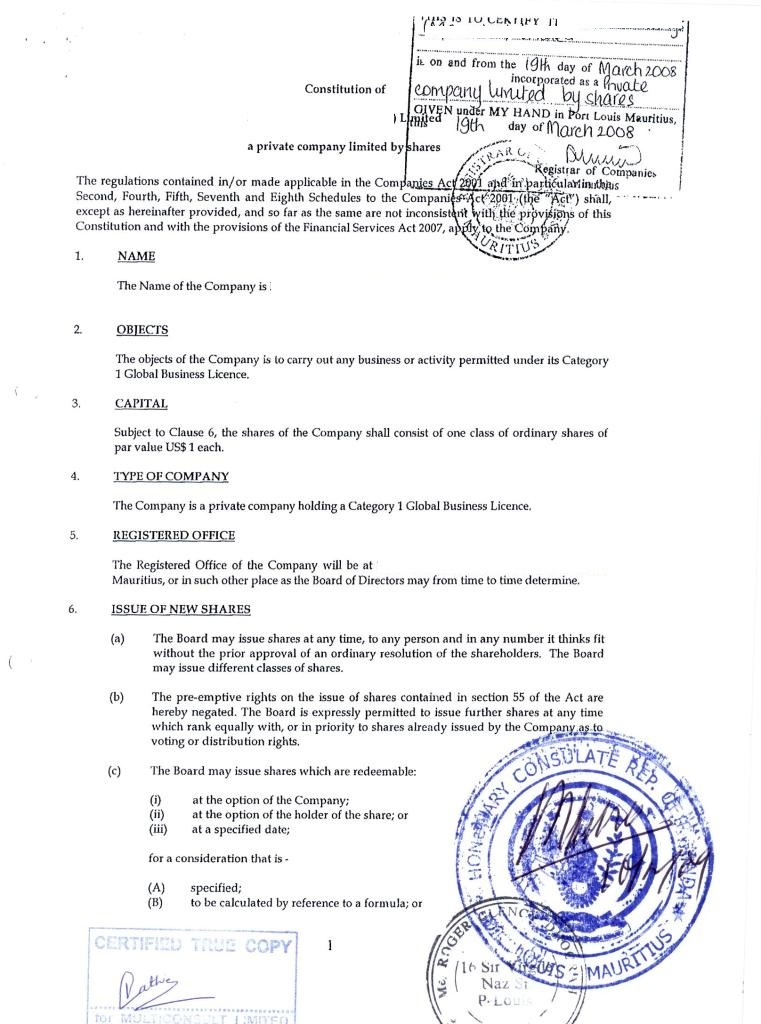 THIS IS TO CERTIFY
is on and from the 19th day of March 2008
incorporated as a Private
Constitution of
company limited by shares
GIVEN under MY HAND in Port Louis Mauritius,
) Limited
this 19th day of March 2008
a private company limited by shares
Registrar of Companies
Mauritius
REGISTRAR OF
MAURITIUS
The regulations contained in/or made applicable in the Companies Act 2001 and in particular in the
Second, Fourth, Fifth, Seventh and Eighth Schedules to the Companies Act 2001 (the "Act") shall,
except as hereinafter provided, and so far as the same are not inconsistent with the provisions of this
Constitution and with the provisions of the Financial Services Act 2007, apply to the Company.
1. NAME
The Name of the Company is
2. OBJECTS
The objects of the Company is to carry out any business or activity permitted under its Category
1 Global Business Licence.
3. CAPITAL
Subject to Clause 6, the shares of the Company shall consist of one class of ordinary shares of
par value US$ 1 each.
4. TYPE OF COMPANY
The Company is a private company holding a Category 1 Global Business Licence.
5. REGISTERED OFFICE
The Registered Office of the Company will be at
Mauritius, or in such other place as the Board of Directors may from time to time determine.
6. ISSUE OF NEW SHARES
(a) The Board may issue shares at any time, to any person and in any number it thinks fit
without the prior approval of an ordinary resolution of the shareholders. The Board
may issue different classes of shares.
(b) The pre-emptive rights on the issue of shares contained in section 55 of the Act are
hereby negated. The Board is expressly permitted to issue further shares at any time
which rank equally with, or in priority to shares already issued by the Company as to
voting or distribution rights.
(c) The Board may issue shares which are redeemable:
(i) at the option of the Company;
(ii) at the option of the holder of the share; or
(iii) at a specified date;
for a consideration that is -
(A) specified;
(B) to be calculated by reference to a formula; or
HONORARY CONSULATE REP. OF
LOUIS - MAURITIUS
Me. ROGER
16 Sir
Naz St
P-Louis
1
CERTIFIED TRUE COPY
for MULTICONSULT LIMITED